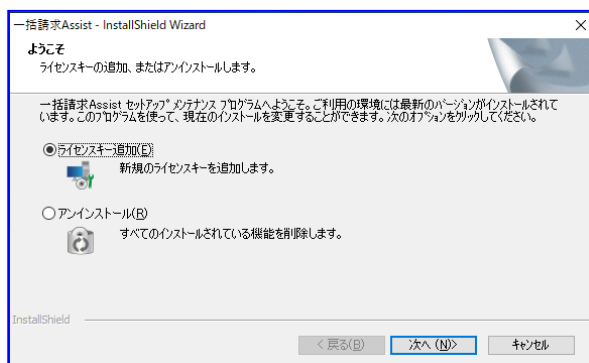 一括請求Assist - InstallShield Wizard
ようこそ
ライセンスキーの追加、またはアンインストールします。
一括請求Assist セットアップ メンテナンス プログラムへようこそ。ご利用の環境には最新のバージョンがインストールされて
います。このプログラムを使って、現在のインストールを変更することができます。次のオプションをクリックしてください。
ライセンスキー追加(E)
新規のライセンスキーを追加します。
アンインストール(R)
すべてのインストールされている機能を削除します。
InstallShield
< 戻る(B)
次へ (N)>
キャンセル